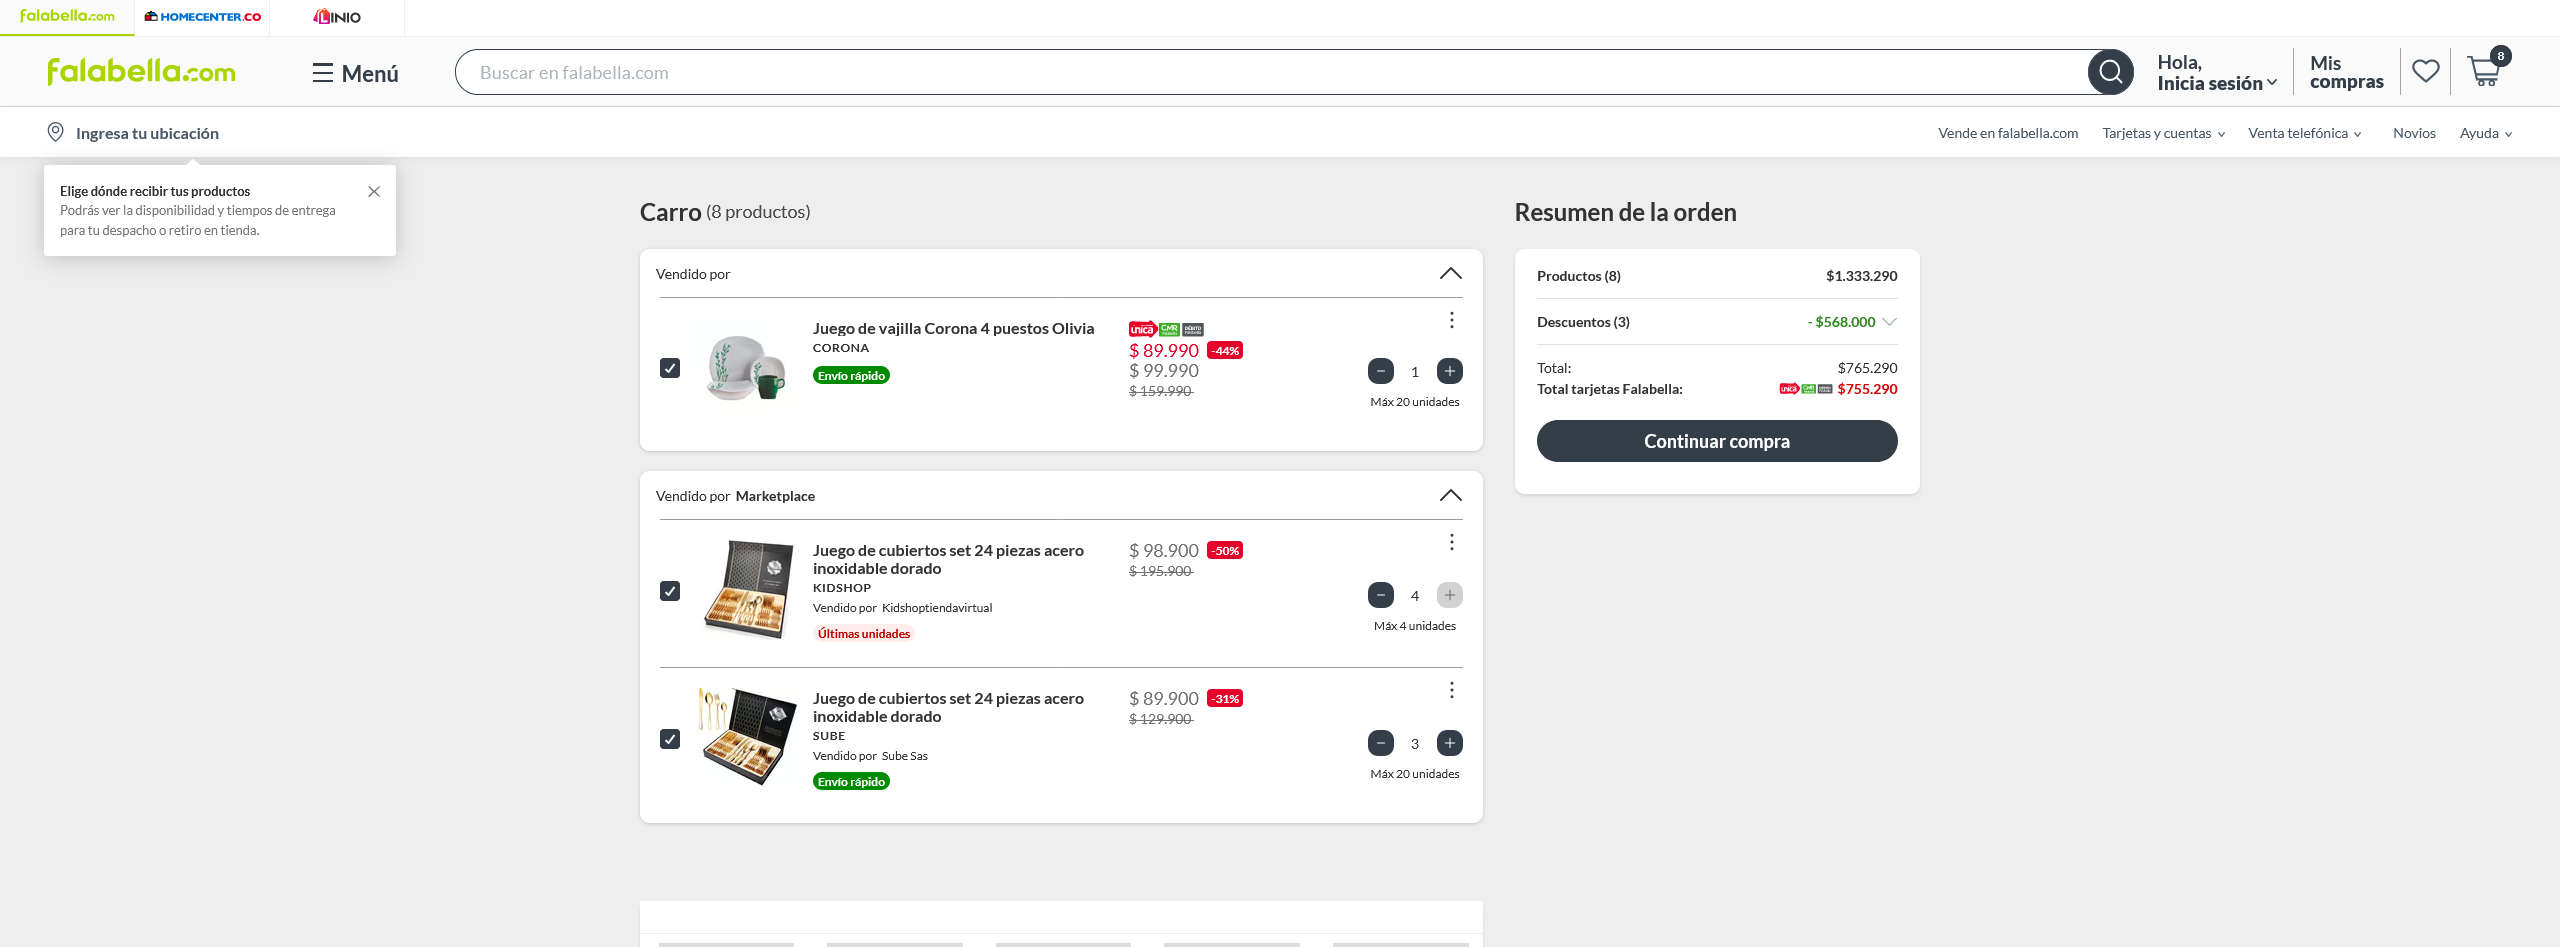 falabella.com
HOMECENTER.CO
LINIO
falabella.com
Menú
Buscar en falabella.com
Hola,
Inicia sesión
Mis
compras
8
Ingresa tu ubicación
Vende en falabella.com
Tarjetas y cuentas
Venta telefónica
Novios
Ayuda
Elige dónde recibir tus productos
Podrás ver la disponibilidad y tiempos de entrega
para tu despacho o retiro en tienda.
Carro (8 productos)
Vendido por
Juego de vajilla Corona 4 puestos Olivia
CORONA
Envío rápido
única CMR DÉBITO
$ 89.990 -44%
$ 99.990
$ 159.990
1
Máx 20 unidades
Vendido por Marketplace
Juego de cubiertos set 24 piezas acero
inoxidable dorado
KIDSHOP
Vendido por Kidshoptiendavirtual
Últimas unidades
$ 98.900 -50%
$ 195.900
4
Máx 4 unidades
Juego de cubiertos set 24 piezas acero
inoxidable dorado
SUBE
Vendido por Sube Sas
Envío rápido
$ 89.900 -31%
$ 129.900
3
Máx 20 unidades
Resumen de la orden
Productos (8) $1.333.290
Descuentos (3) - $568.000
Total: $765.290
Total tarjetas Falabella: única CMR $755.290
Continuar compra